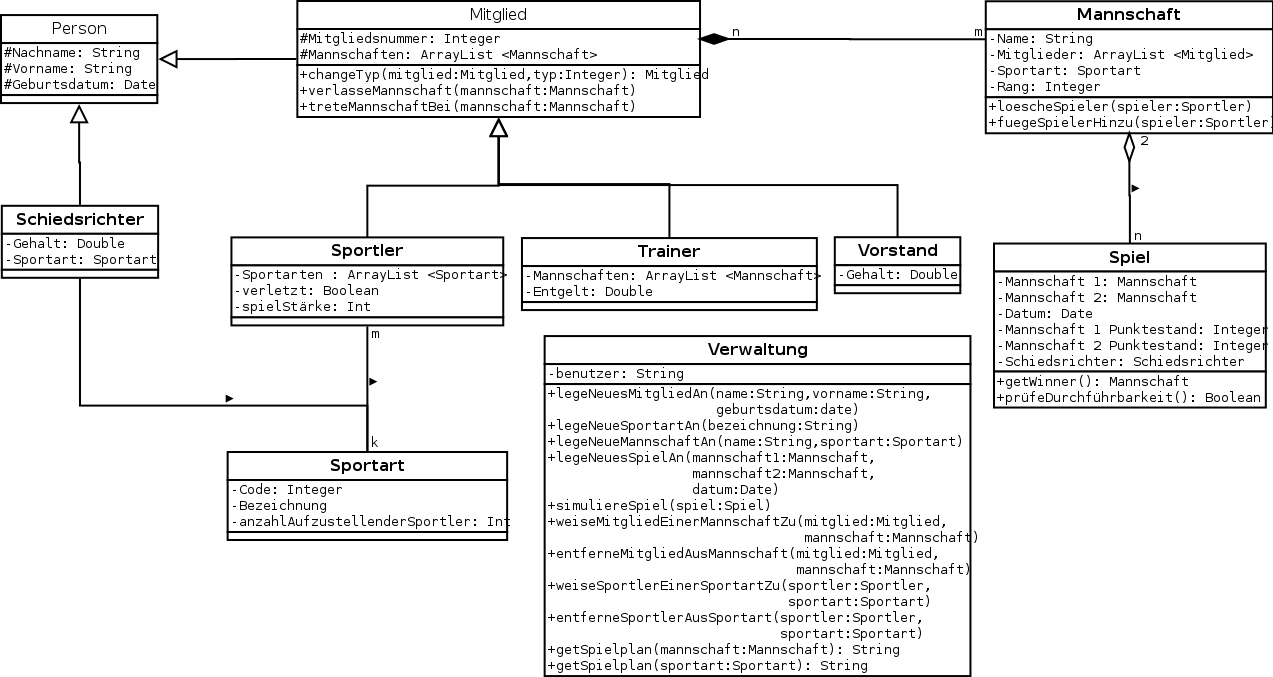 Person
#Nachname: String
#Vorname: String
#Geburtsdatum: Date
Mitglied
#Mitgliedsnummer: Integer
#Mannschaften: ArrayList <Mannschaft>
+changeTyp(mitglied:Mitglied,typ:Integer): Mitglied
+verlasseMannschaft(mannschaft:Mannschaft)
+treteMannschaftBei(mannschaft:Mannschaft)
n
m
Mannschaft
-Name: String
-Mitglieder: ArrayList <Mitglied>
-Sportart: Sportart
-Rang: Integer
+loescheSpieler(spieler:Sportler)
+fuegeSpielerHinzu(spieler:Sportler)
2
n
Schiedsrichter
-Gehalt: Double
-Sportart: Sportart
Sportler
-Sportarten : ArrayList <Sportart>
-verletzt: Boolean
-spielStärke: Int
Trainer
-Mannschaften: ArrayList <Mannschaft>
-Entgelt: Double
Vorstand
-Gehalt: Double
Spiel
-Mannschaft 1: Mannschaft
-Mannschaft 2: Mannschaft
-Datum: Date
-Mannschaft 1 Punktestand: Integer
-Mannschaft 2 Punktestand: Integer
-Schiedsrichter: Schiedsrichter
+getWinner(): Mannschaft
+prüfeDurchführbarkeit(): Boolean
m
k
Sportart
-Code: Integer
-Bezeichnung
-anzahlAufzustellenderSportler: Int
Verwaltung
-benutzer: String
+legeNeuesMitgliedAn(name:String,vorname:String,
geburtsdatum:date)
+legeNeueSportartAn(bezeichnung:String)
+legeNeueMannschaftAn(name:String,sportart:Sportart)
+legeNeuesSpielAn(mannschaft1:Mannschaft,
mannschaft2:Mannschaft,
datum:Date)
+simuliereSpiel(spiel:Spiel)
+weiseMitgliedEinerMannschaftZu(mitglied:Mitglied,
mannschaft:Mannschaft)
+entferneMitgliedAusMannschaft(mitglied:Mitglied,
mannschaft:Mannschaft)
+weiseSportlerEinerSportartZu(sportler:Sportler,
sportart:Sportart)
+entferneSportlerAusSportart(sportler:Sportler,
sportart:Sportart)
+getSpielplan(mannschaft:Mannschaft): String
+getSpielplan(sportart:Sportart): String